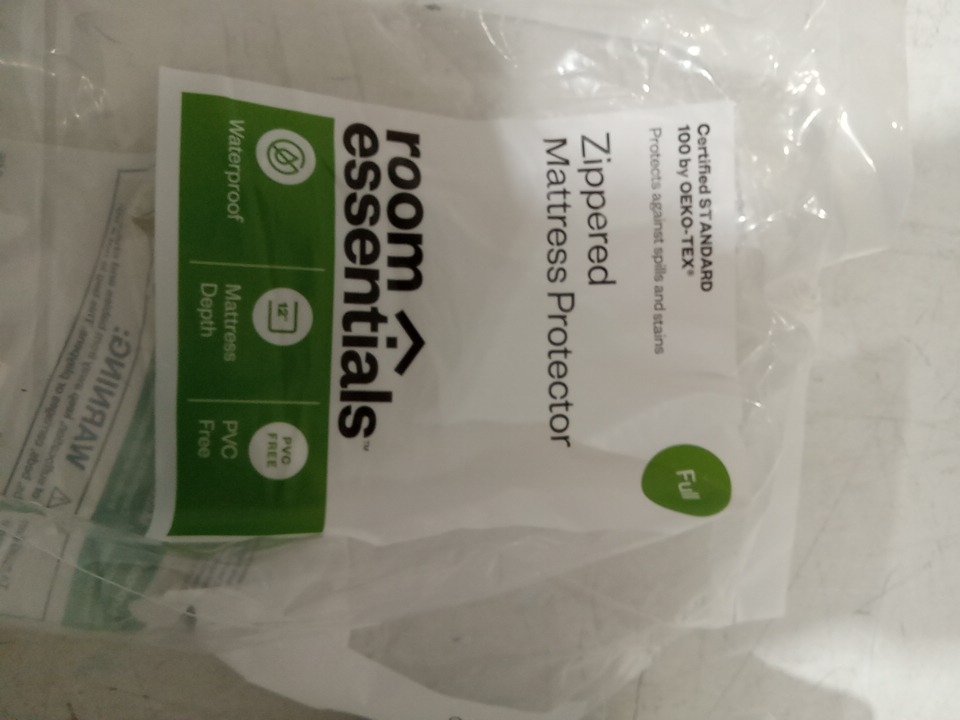 Certified STANDARD
100 by OEKO-TEX®
Protects against spills and stains
Full
Zippered
Mattress Protector
room
essentials™
Waterproof
12"
Mattress
Depth
PVC
FREE
PVC
Free
WARNING: